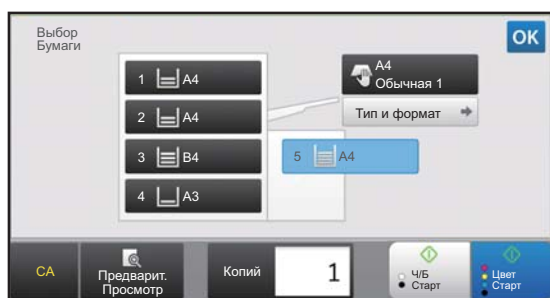 Выбор
Бумаги
OK
1 A4
2 A4
3 B4
4 A3
A4
Обычная 1
Тип и формат
5 A4
CA
Предварит.
Просмотр
Копий
1
Ч/Б
Старт
Цвет
Старт